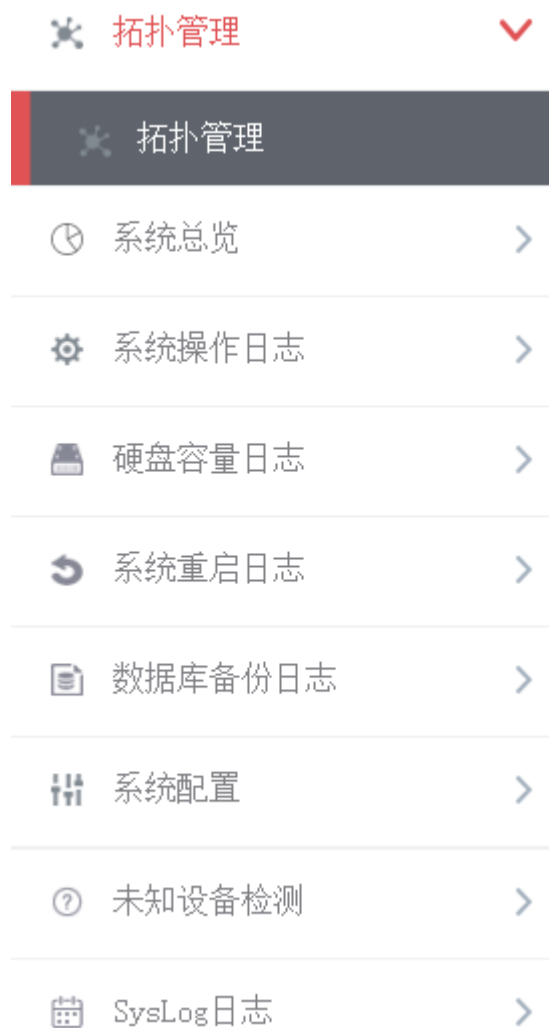 拓扑管理
拓扑管理
系统总览
系统操作日志
硬盘容量日志
系统重启日志
数据库备份日志
系统配置
未知设备检测
SysLog日志